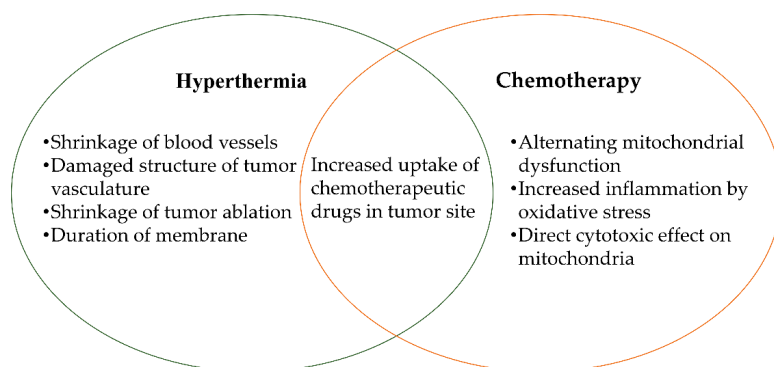 Hyperthermia
•Shrinkage of blood vessels
•Damaged structure of tumor
vasculature
•Shrinkage of tumor ablation
•Duration of membrane
Increased uptake of
chemotherapeutic
drugs in tumor site
Chemotherapy
•Alternating mitochondrial
dysfunction
•Increased inflammation by
oxidative stress
•Direct cytotoxic effect on
mitochondria